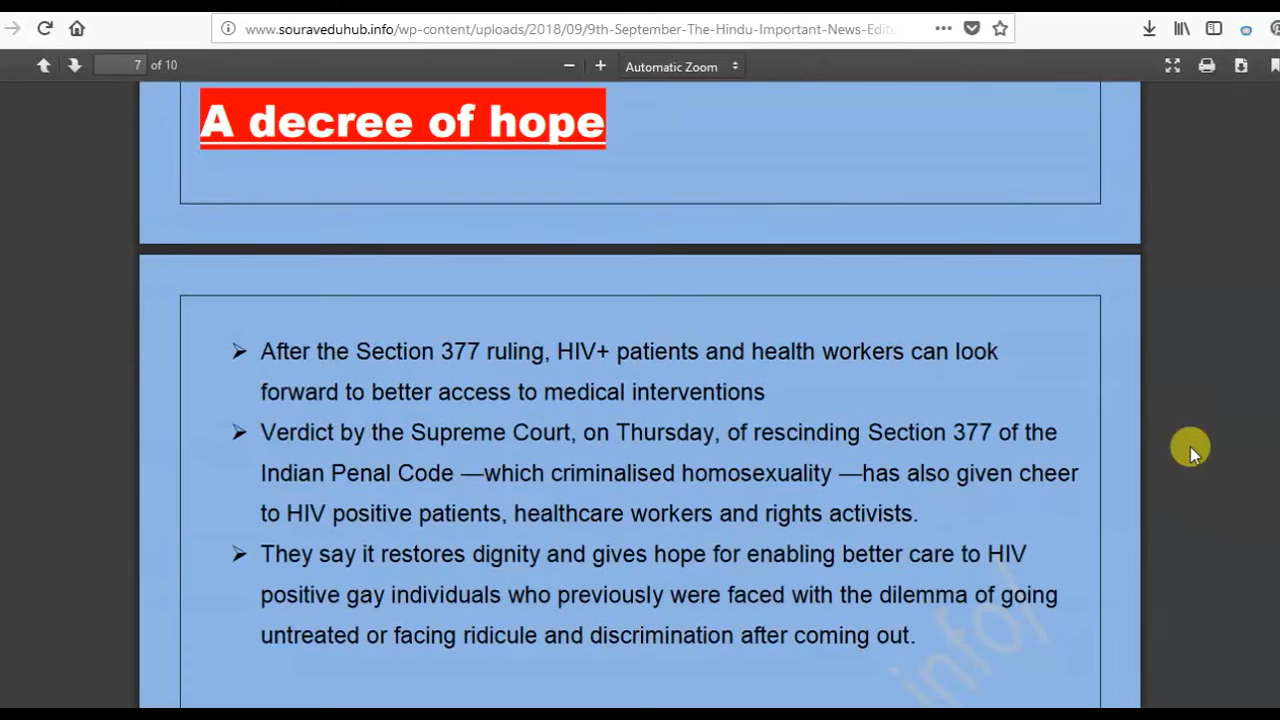 www.souraveduhub.info/wp-content/uploads/2018/09/9th-September-The-Hindu-Important-News-Edit
7 of 10
Automatic Zoom
A decree of hope
After the Section 377 ruling, HIV+ patients and health workers can look
forward to better access to medical interventions
Verdict by the Supreme Court, on Thursday, of rescinding Section 377 of the
Indian Penal Code —which criminalised homosexuality —has also given cheer
to HIV positive patients, healthcare workers and rights activists.
They say it restores dignity and gives hope for enabling better care to HIV
positive gay individuals who previously were faced with the dilemma of going
untreated or facing ridicule and discrimination after coming out.
info/